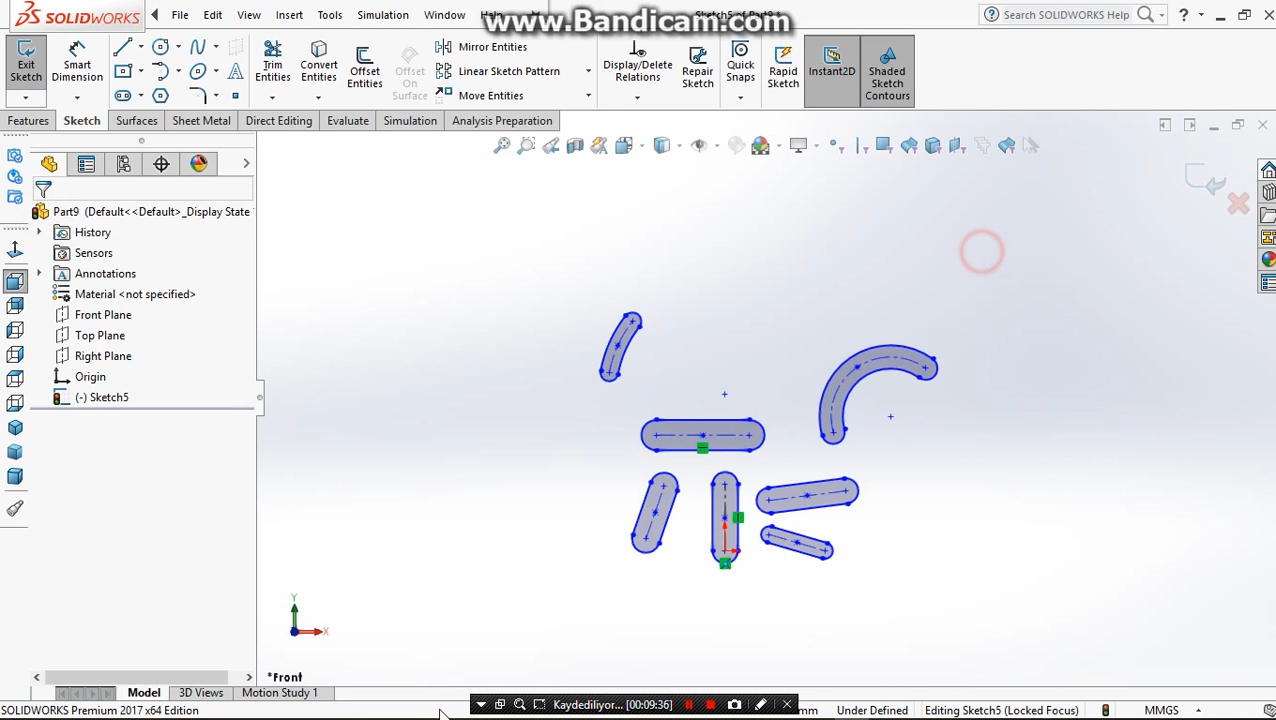 SOLIDWORKS
File Edit View Insert Tools Simulation Window Help
www.Bandicam.com
Search SOLIDWORKS Help
?
Exit Sketch
Smart Dimension
Trim Entities
Convert Entities
Offset Entities
Offset On Surface
Mirror Entities
Linear Sketch Pattern
Move Entities
Display/Delete Relations
Repair Sketch
Quick Snaps
Rapid Sketch
Instant2D
Shaded Sketch Contours
Features Sketch Surfaces Sheet Metal Direct Editing Evaluate Simulation Analysis Preparation
Part9 (Default<<Default>_Display State
History
Sensors
Annotations
Material <not specified>
Front Plane
Top Plane
Right Plane
Origin
(-) Sketch5
Y
X
*Front
Model 3D Views Motion Study 1
Kaydediliyor... [00:09:36]
SOLIDWORKS Premium 2017 x64 Edition
mm Under Defined Editing Sketch5 (Locked Focus) MMGS